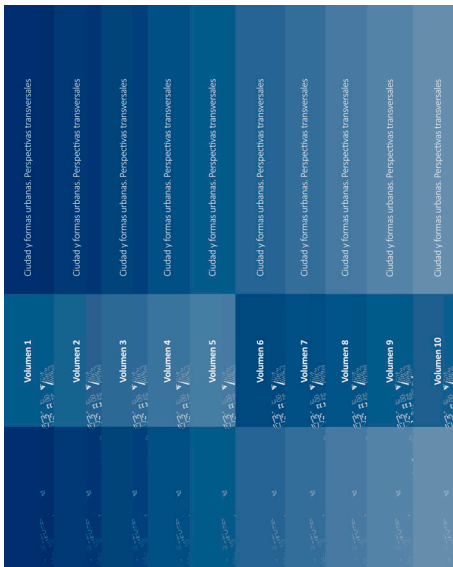 Ciudad y formas urbanas. Perspectivas transversales
Volumen 1
Ciudad y formas urbanas. Perspectivas transversales
Volumen 2
Ciudad y formas urbanas. Perspectivas transversales
Volumen 3
Ciudad y formas urbanas. Perspectivas transversales
Volumen 4
Ciudad y formas urbanas. Perspectivas transversales
Volumen 5
Ciudad y formas urbanas. Perspectivas transversales
Volumen 6
Ciudad y formas urbanas. Perspectivas transversales
Volumen 7
Ciudad y formas urbanas. Perspectivas transversales
Volumen 8
Ciudad y formas urbanas. Perspectivas transversales
Volumen 9
Ciudad y formas urbanas. Perspectivas transversales
Volumen 10